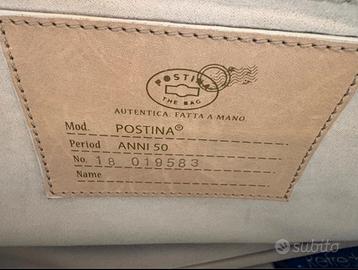 POSTINA
THE BAG
AUTENTICA. FATTA A MANO.
Mod. POSTINA®
Period ANNI 50
No. 18 019583
Name
subito